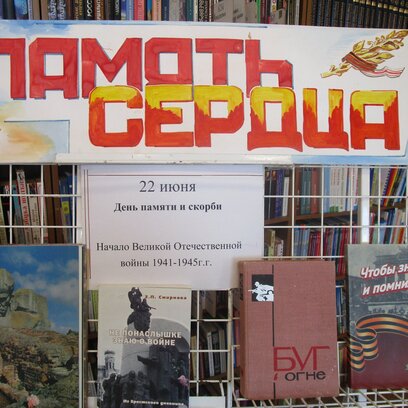 ПАМЯТЬ
СЕРДЦА
22 июня
День памяти и скорби
Начало Великой Отечественной
войны 1941-1945г.г.
Е.П. Смирнова
НЕ ПОНАСЛЫШКЕ
ЗНАЮ О ВОЙНЕ
БУГ
В ОГНЕ
Чтобы зн
и помни